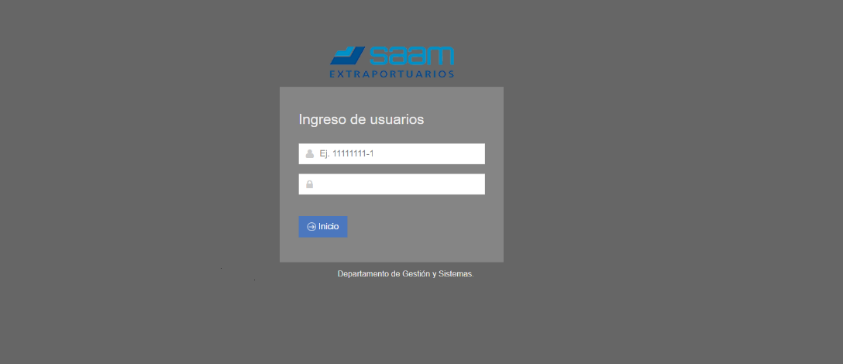 saam
EXTRAPORTUARIOS
Ingreso de usuarios
Ej. 11111111-1
Inicio
Departamento de Gestión y Sistemas.